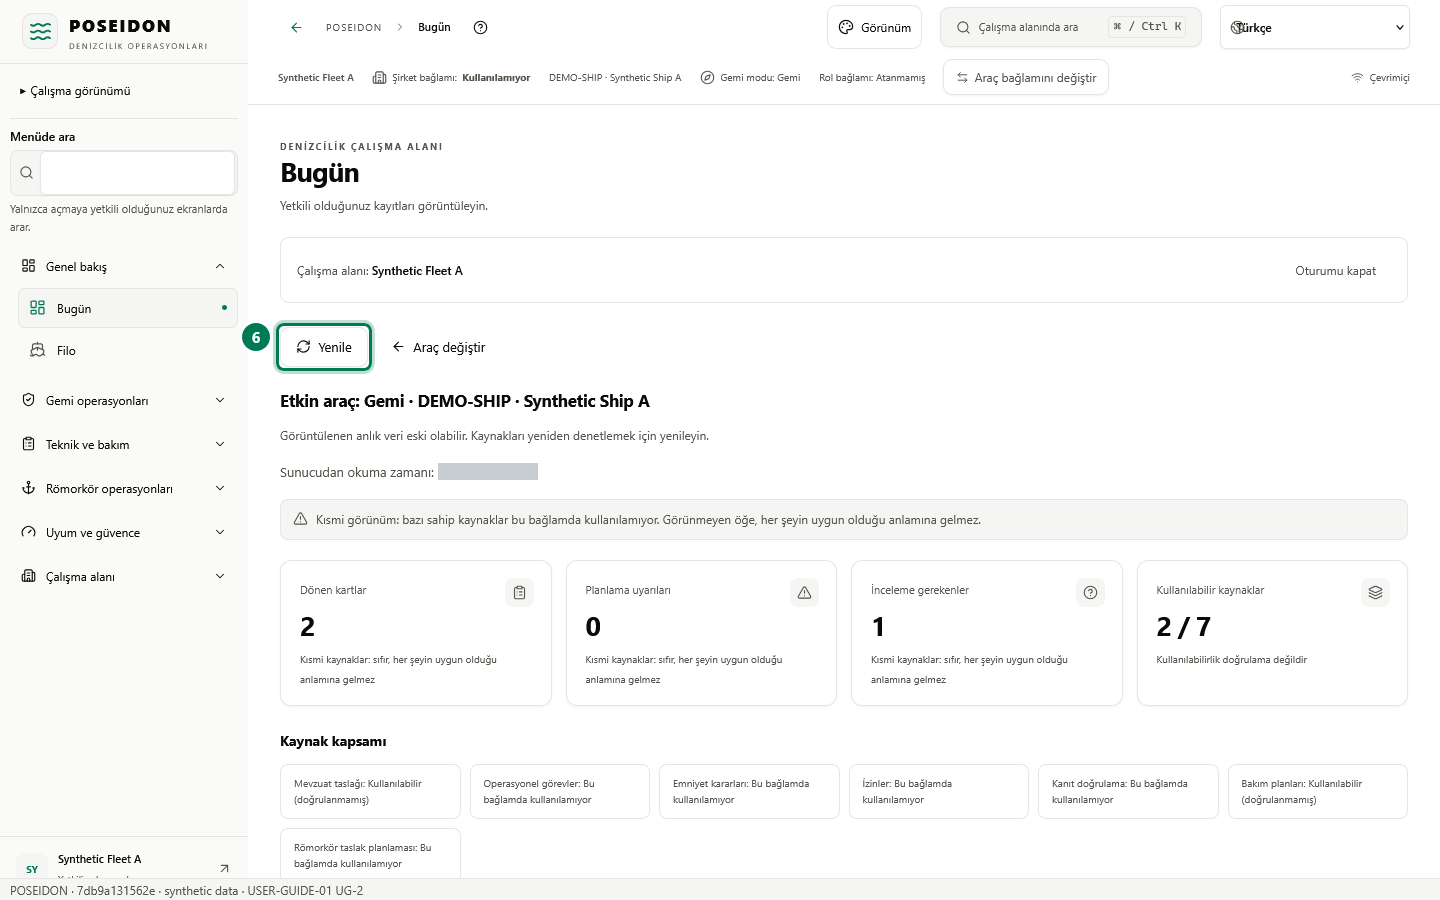 POSEIDON
DENİZCİLİK OPERASYONLARI
▸ Çalışma görünümü
Menüde ara
Yalnızca açmaya yetkili olduğunuz ekranlarda
arar.
Genel bakış
Bugün
Filo
Gemi operasyonları
Teknik ve bakım
Römorkör operasyonları
Uyum ve güvence
Çalışma alanı
SY
Synthetic Fleet A
POSEIDON
Bugün
Görünüm
Çalışma alanında ara
⌘ / Ctrl K
Türkçe
Synthetic Fleet A
Şirket bağlamı: Kullanılamıyor
DEMO-SHIP · Synthetic Ship A
Gemi modu: Gemi
Rol bağlamı: Atanmamış
Araç bağlamını değiştir
Çevrimiçi
DENİZCİLİK ÇALIŞMA ALANI
Bugün
Yetkili olduğunuz kayıtları görüntüleyin.
Çalışma alanı: Synthetic Fleet A
Oturumu kapat
6
Yenile
Araç değiştir
Etkin araç: Gemi · DEMO-SHIP · Synthetic Ship A
Görüntülenen anlık veri eski olabilir. Kaynakları yeniden denetlemek için yenileyin.
Sunucudan okuma zamanı:
Kısmi görünüm: bazı sahip kaynaklar bu bağlamda kullanılamıyor. Görünmeyen öğe, her şeyin uygun olduğu anlamına gelmez.
Dönen kartlar
2
Kısmi kaynaklar: sıfır, her şeyin uygun olduğu
anlamına gelmez
Planlama uyarıları
0
Kısmi kaynaklar: sıfır, her şeyin uygun olduğu
anlamına gelmez
İnceleme gerekenler
1
Kısmi kaynaklar: sıfır, her şeyin uygun olduğu
anlamına gelmez
Kullanılabilir kaynaklar
2 / 7
Kullanılabilirlik doğrulama değildir
Kaynak kapsamı
Mevzuat taslağı: Kullanılabilir
(doğrulanmamış)
Operasyonel görevler: Bu
bağlamda kullanılamıyor
Emniyet kararları: Bu bağlamda
kullanılamıyor
İzinler: Bu bağlamda
kullanılamıyor
Kanıt doğrulama: Bu bağlamda
kullanılamıyor
Bakım planları: Kullanılabilir
(doğrulanmamış)
Römorkör taslak planlaması: Bu
bağlamda kullanılamıyor
POSEIDON · 7db9a131562e · synthetic data · USER-GUIDE-01 UG-2